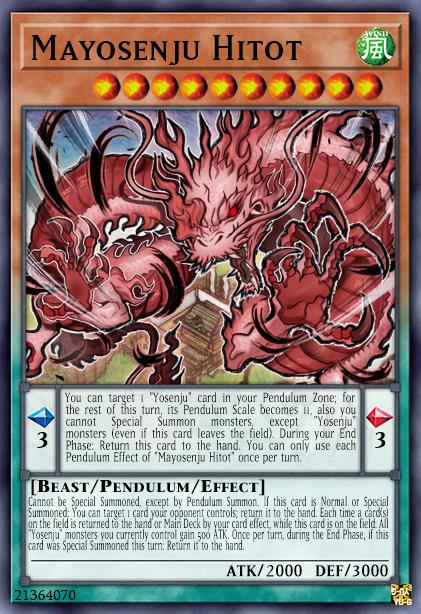 Mayosenju Hitot
WIND
風
You can target 1 "Yosenju" card in your Pendulum Zone; for
the rest of this turn, its Pendulum Scale becomes 11, also you
cannot Special Summon monsters, except "Yosenju"
monsters (even if this card leaves the field). During your End
Phase: Return this card to the hand. You can only use each
Pendulum Effect of "Mayosenju Hitot" once per turn.
3
3
[Beast/Pendulum/Effect]
Cannot be Special Summoned, except by Pendulum Summon. If this card is Normal or Special
Summoned: You can target 1 card your opponent controls; return it to the hand. Each time a card(s)
on the field is returned to the hand or Main Deck by your card effect, while this card is on the field: All
"Yosenju" monsters you currently control gain 500 ATK. Once per turn, during the End Phase, if this
card was Special Summoned this turn: Return it to the hand.
ATK/2000 DEF/3000
21364070